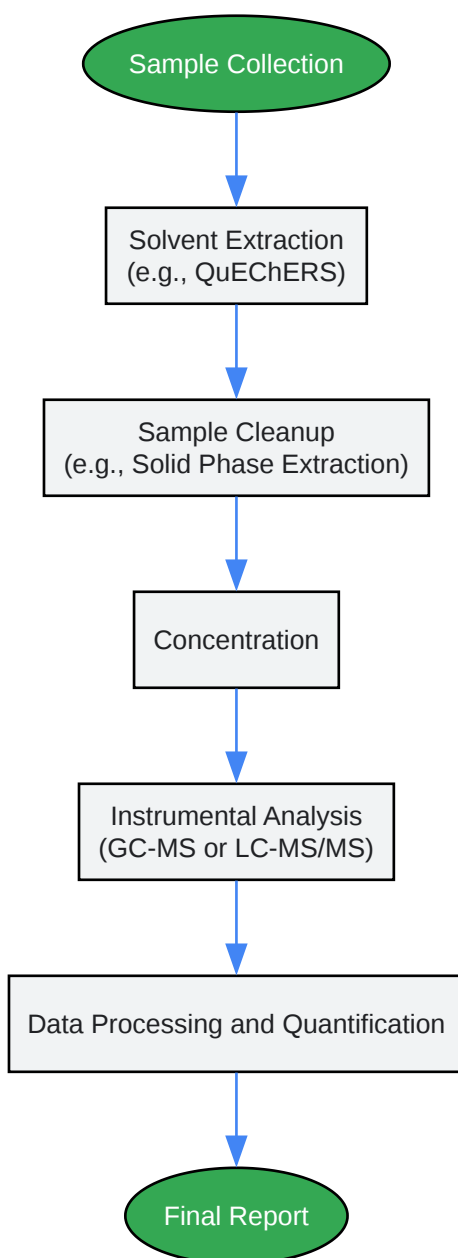 Sample Collection
Solvent Extraction
(e.g., QuEChERS)
Sample Cleanup
(e.g., Solid Phase Extraction)
Concentration
Instrumental Analysis
(GC-MS or LC-MS/MS)
Data Processing and Quantification
Final Report